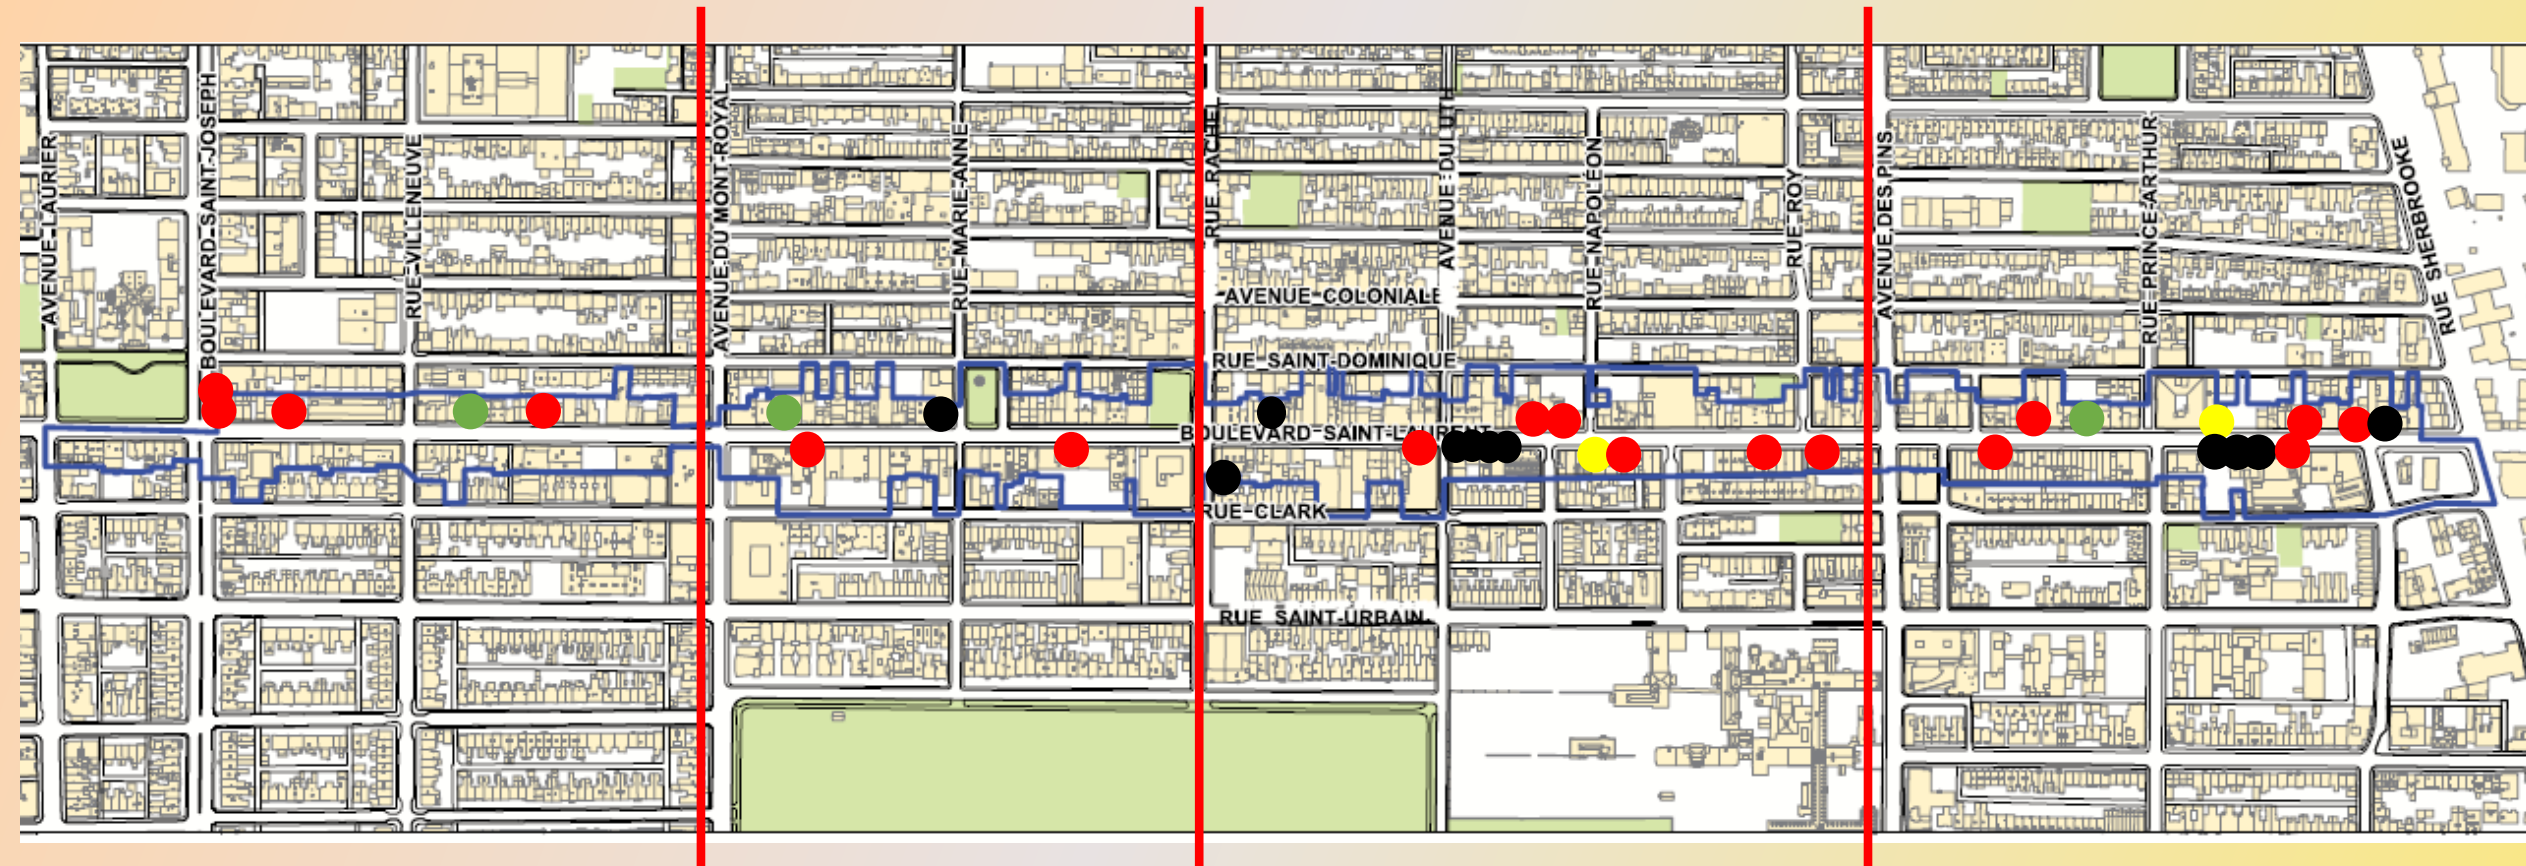 AVENUE LAURIER
BOULEVARD SAINT-JOSEPH
RUE VILLENEUVE
AVENUE DU MONT-ROYAL
RUE MARIE-ANNE
RUE RACHEL
AVENUE DULUTH
RUE NAPOLEON
RUE ROY
AVENUE DES PINS
RUE PRINCE-ARTHUR
RUE SHERBROOKE
AVENUE COLONIALE
RUE SAINT-DOMINIQUE
BOULEVARD SAINT-LAURENT
RUE CLARK
RUE SAINT-URBAIN